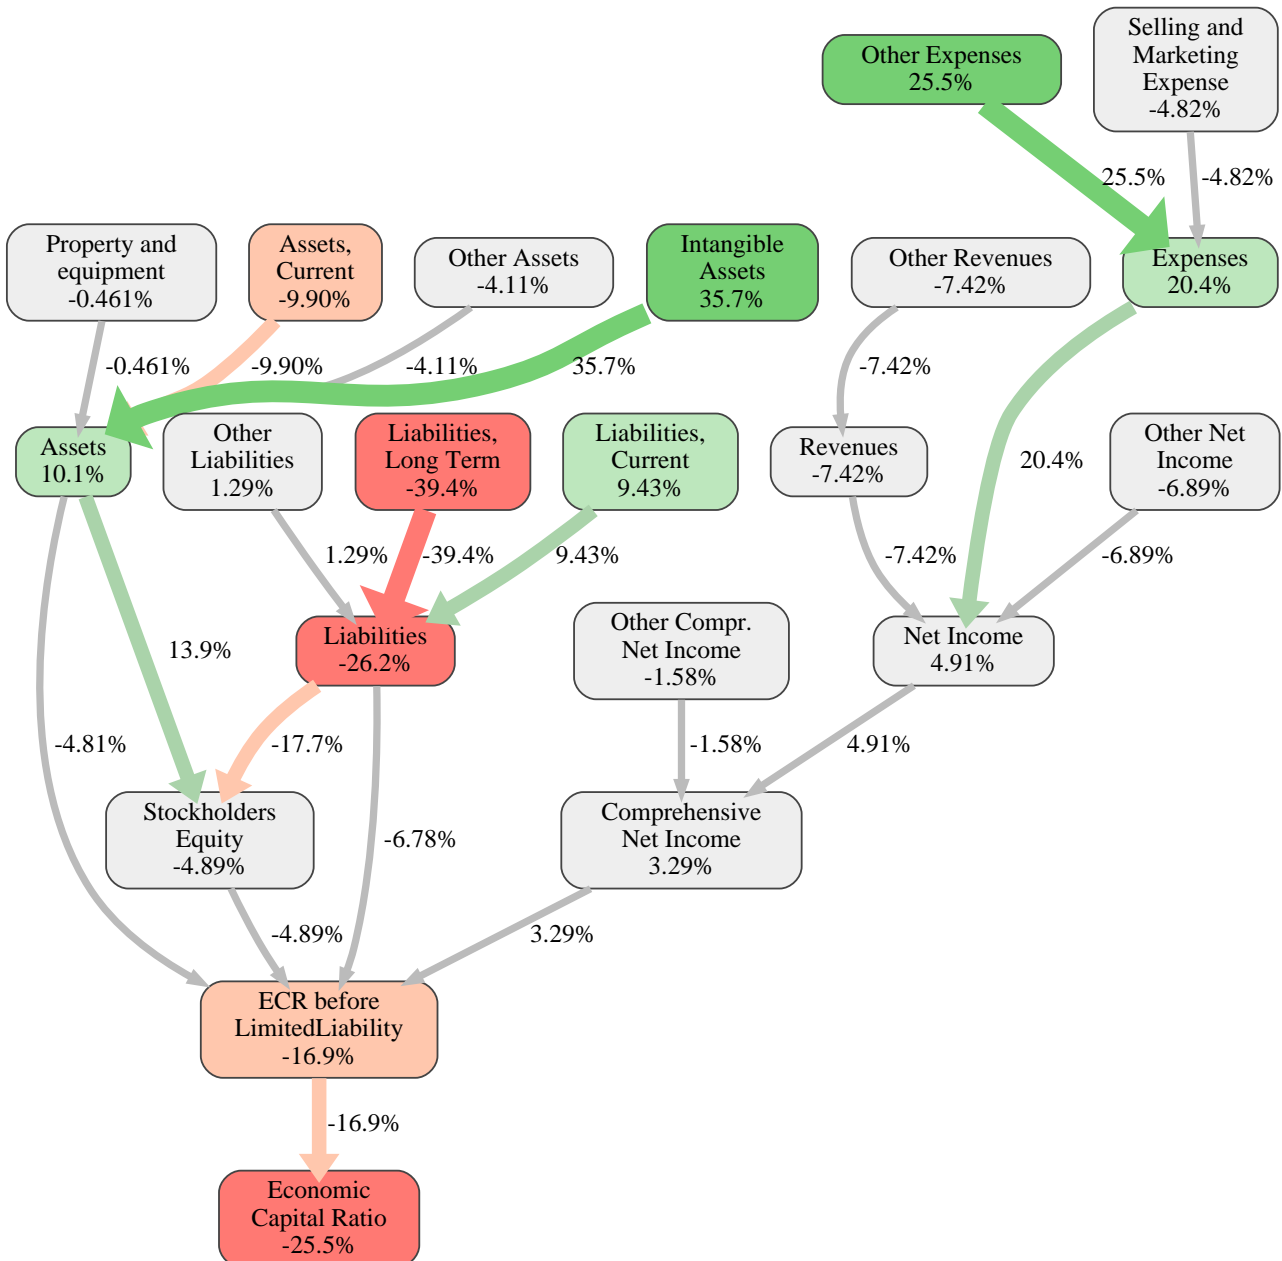 Other Expenses
25.5%
Selling and
Marketing
Expense
-4.82%
25.5%
-4.82%
Property and
equipment
-0.461%
Assets,
Current
-9.90%
Other Assets
-4.11%
Intangible
Assets
35.7%
Other Revenues
-7.42%
Expenses
20.4%
-0.461%
-9.90%
-4.11%
35.7%
-7.42%
Assets
10.1%
Other
Liabilities
1.29%
Liabilities,
Long Term
-39.4%
Liabilities,
Current
9.43%
Revenues
-7.42%
20.4%
Other Net
Income
-6.89%
1.29%
-39.4%
9.43%
-7.42%
-6.89%
13.9%
Liabilities
-26.2%
Other Compr.
Net Income
-1.58%
Net Income
4.91%
-4.81%
-17.7%
-1.58%
4.91%
Stockholders
Equity
-4.89%
-6.78%
Comprehensive
Net Income
3.29%
-4.89%
3.29%
ECR before
LimitedLiability
-16.9%
-16.9%
Economic
Capital Ratio
-25.5%